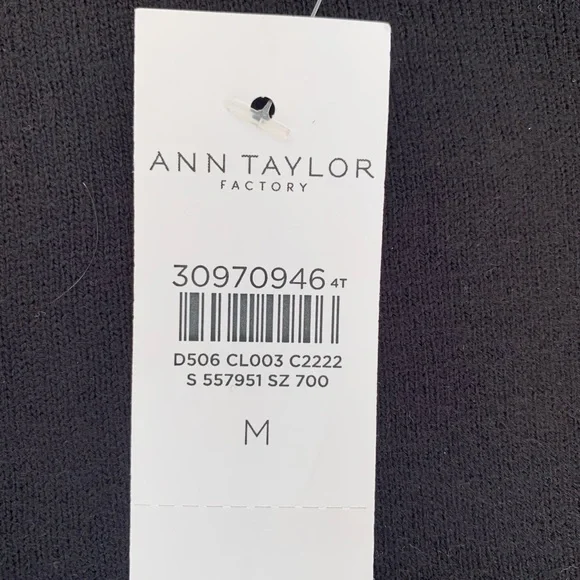 ANN TAYLOR
FACTORY
30970946 4T
D506 CL003 C2222
S 557951 SZ 700
M